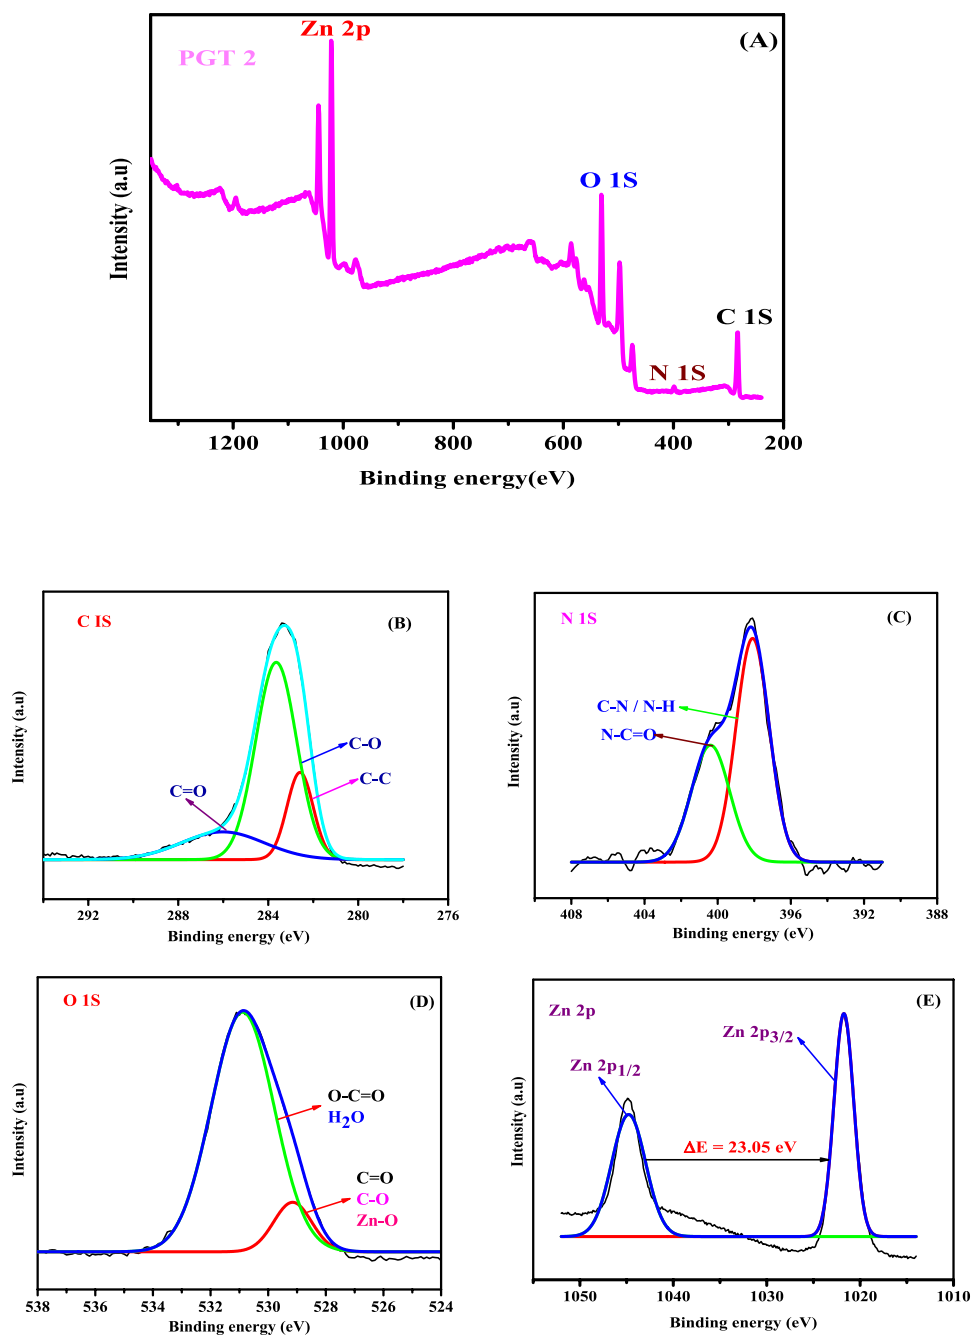 Zn 2p
(A)
PGT 2
O 1S
C 1S
N 1S
Intensity (a.u)
1200 1000 800 600 400 200
Binding energy(eV)
C IS
(B)
C-O
C-C
C=O
Intensity (a.u)
292 288 284 280 276
Binding energy (eV)
N 1S
(C)
C-N / N-H
N-C=O
Intensity (a.u)
408 404 400 396 392 388
Binding energy (eV)
O 1S
(D)
O-C=O
H2O
C=O
C-O
Zn-O
Intensity (a.u)
538 536 534 532 530 528 526 524
Binding energy (eV)
(E)
Zn 2p
Zn 2p3/2
Zn 2p1/2
ΔE = 23.05 eV
Intensity (a.u)
1050 1040 1030 1020 1010
Binding energy (eV)